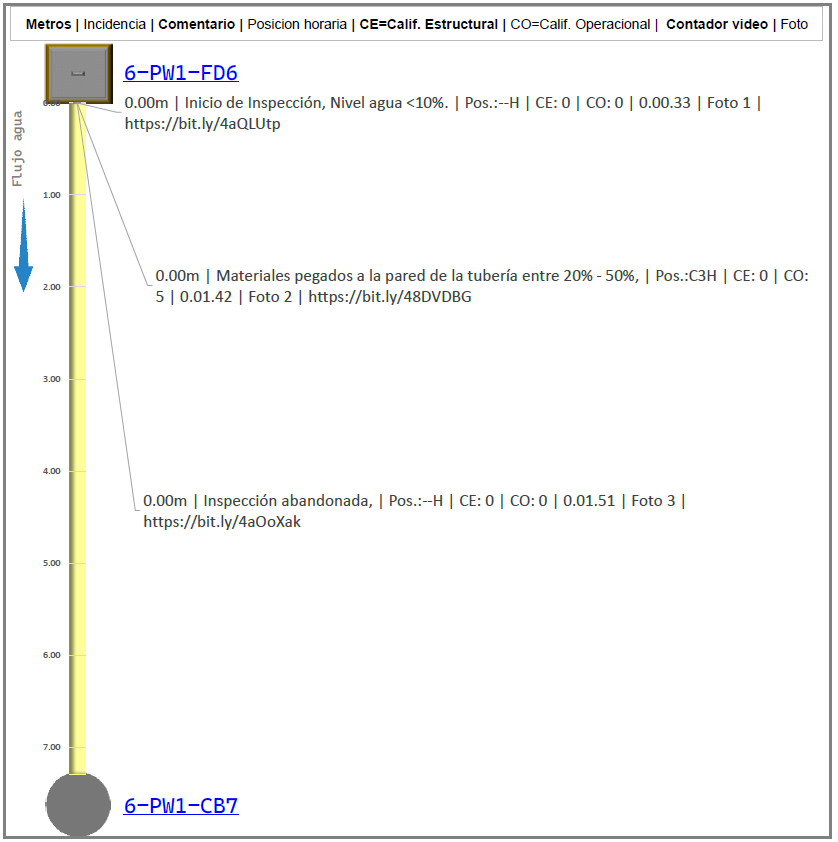 Metros | Incidencia | Comentario | Posicion horaria | CE=Calif. Estructural | CO=Calif. Operacional | Contador video | Foto
6-PW1-FD6
0.00
0.00m | Inicio de Inspección, Nivel agua <10%. | Pos.:--H | CE: 0 | CO: 0 | 0.00.33 | Foto 1 |
https://bit.ly/4aQLUtp
Flujo agua
1.00
0.00m | Materiales pegados a la pared de la tubería entre 20% - 50%, | Pos.:C3H | CE: 0 | CO:
5 | 0.01.42 | Foto 2 | https://bit.ly/48DVDBG
2.00
3.00
4.00
0.00m | Inspección abandonada, | Pos.:--H | CE: 0 | CO: 0 | 0.01.51 | Foto 3 |
https://bit.ly/4aOoXak
5.00
6.00
7.00
6-PW1-CB7